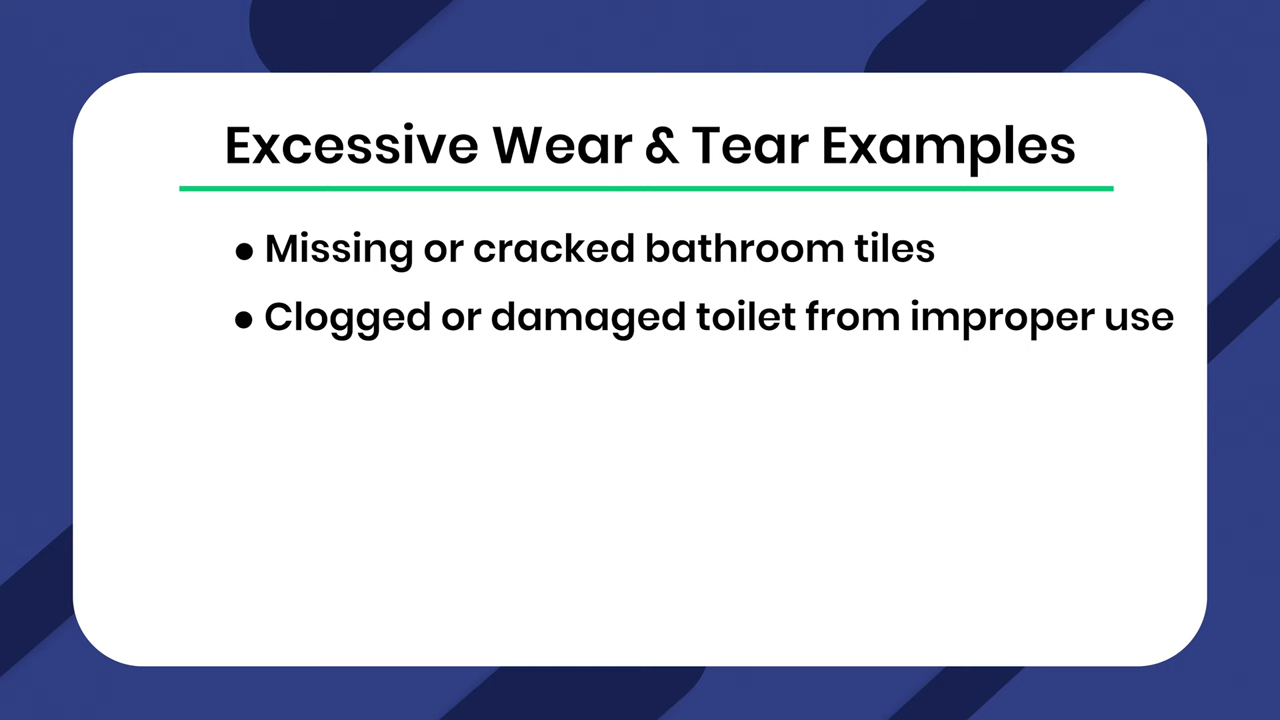 Excessive Wear & Tear Examples
● Missing or cracked bathroom tiles
● Clogged or damaged toilet from improper use